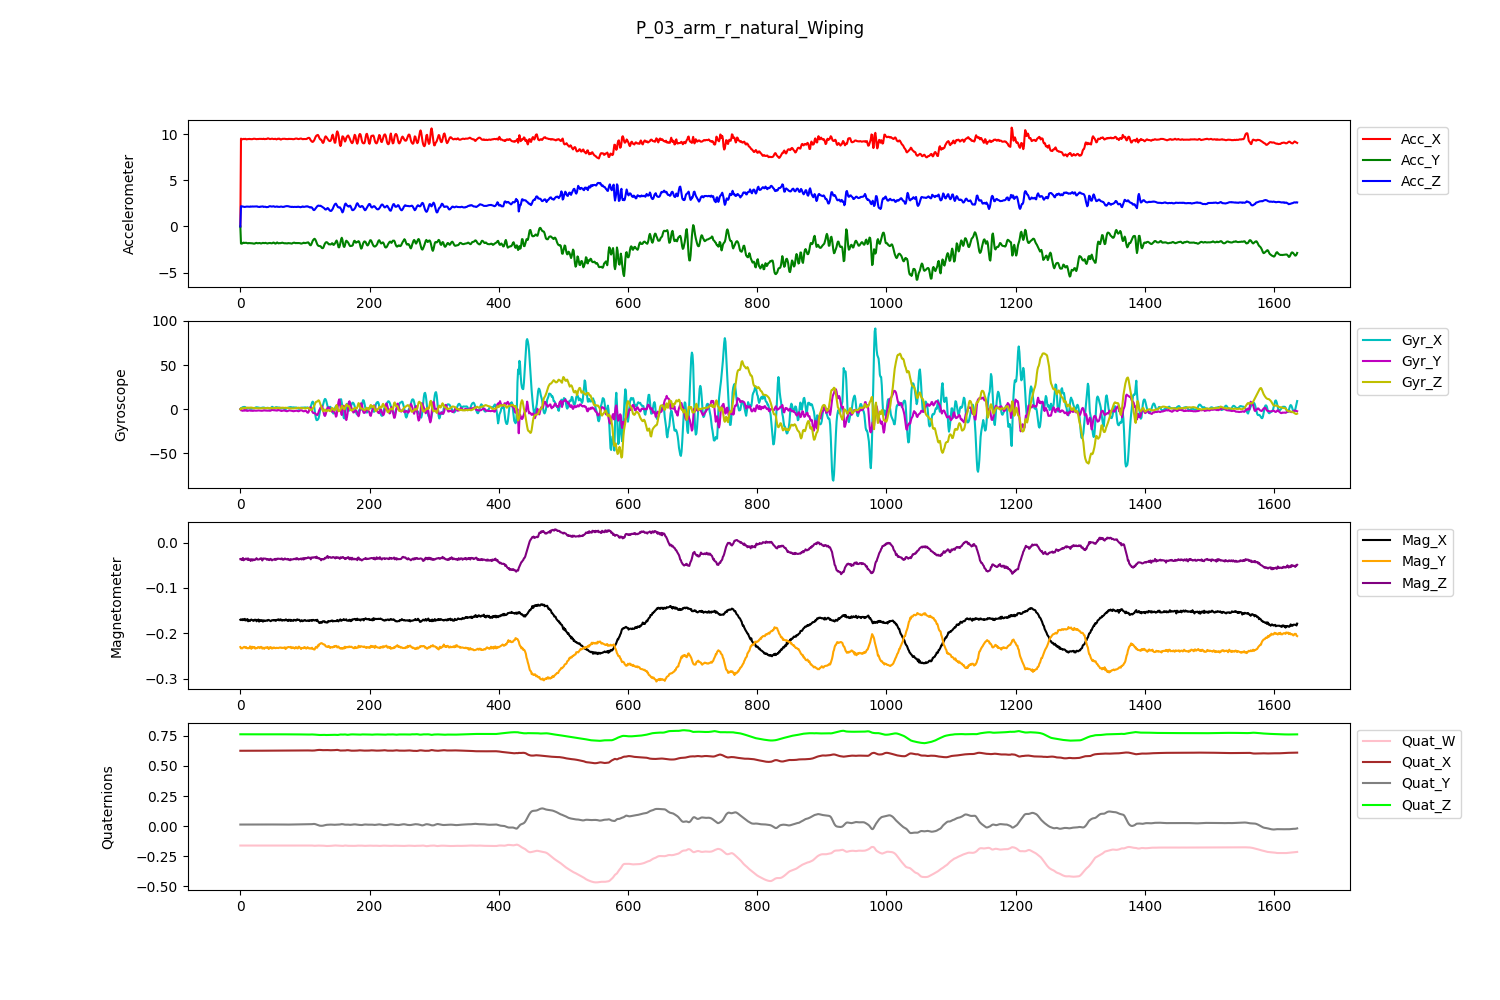 P_03_arm_r_natural_Wiping
Accelerometer
10
5
0
−5
0 200 400 600 800 1000 1200 1400 1600
Acc_X
Acc_Y
Acc_Z
Gyroscope
100
50
0
−50
0 200 400 600 800 1000 1200 1400 1600
Gyr_X
Gyr_Y
Gyr_Z
Magnetometer
0.0
−0.1
−0.2
−0.3
0 200 400 600 800 1000 1200 1400 1600
Mag_X
Mag_Y
Mag_Z
Quaternions
0.75
0.50
0.25
0.00
−0.25
−0.50
0 200 400 600 800 1000 1200 1400 1600
Quat_W
Quat_X
Quat_Y
Quat_Z